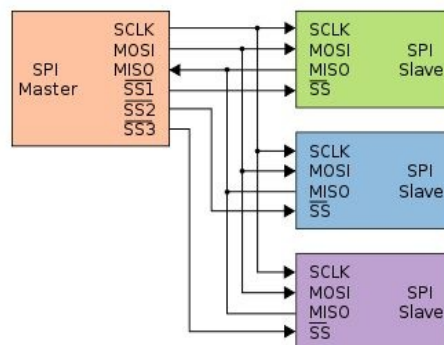 SCLK
MOSI
MISO
SS1
SS2
SS3
SPI
Master
SCLK
MOSI
MISO
SS
SPI
Slave
SCLK
MOSI
MISO
SS
SPI
Slave
SCLK
MOSI
MISO
SS
SPI
Slave